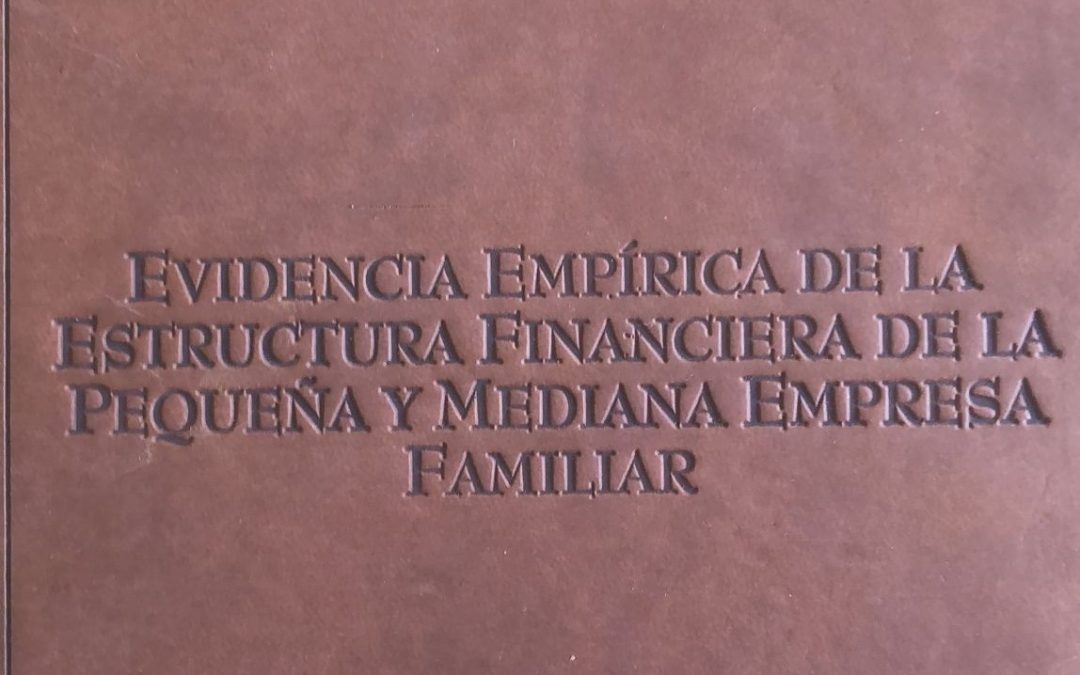 Evidencia Empírica de la
Estructura Financiera de la
Pequeña y Mediana Empresa
Familiar